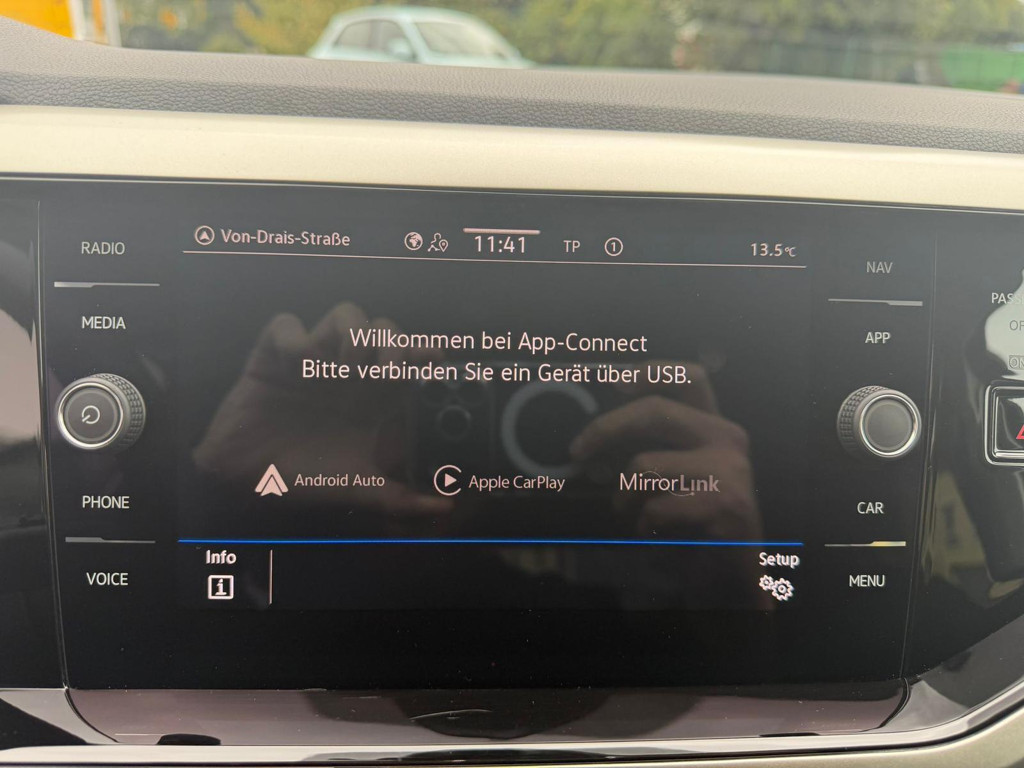 RADIO
MEDIA
PHONE
VOICE
Von-Drais-Straße 11:41 TP 1 13.5°C
Willkommen bei App-Connect
Bitte verbinden Sie ein Gerät über USB.
Android Auto Apple CarPlay MirrorLink
Info Setup
i
NAV
APP
CAR
MENU